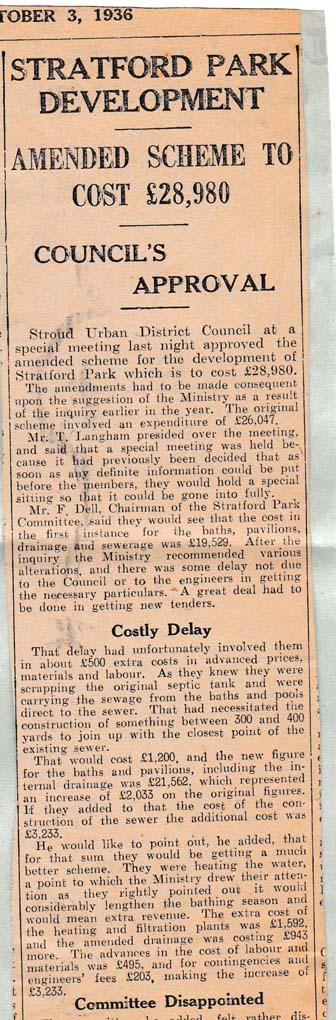 TOBER 3, 1936
STRATFORD PARK
DEVELOPMENT
AMENDED SCHEME TO
COST £28,980
COUNCIL'S
APPROVAL
Stroud Urban District Council at a
special meeting last night approved the
amended scheme for the development of
Stratford Park which is to cost £28,980.
The amendments had to be made consequent
upon the suggestion of the Ministry as a result
of the inquiry earlier in the year. The original
scheme involved an expenditure of £26,047.
Mr. T. Langham presided over the meeting,
and said that a special meeting was held be-
cause it had previously been decided that as
soon as any definite information could be put
before the members, they would hold a special
sitting so that it could be gone into fully.
Mr. F. Dell, Chairman of the Stratford Park
Committee, said they would see that the cost in
the first instance for the baths, pavilions,
drainage and sewerage was £19,529. After the
inquiry the Ministry recommended various
alterations, and there was some delay not due
to the Council or to the engineers in getting
the necessary particulars. A great deal had to
be done in getting new tenders.
Costly Delay
That delay had unfortunately involved them
in about £500 extra costs in advanced prices,
materials and labour. As they knew they were
scrapping the original septic tank and were
carrying the sewage from the baths and pools
direct to the sewer. That had necessitated the
construction of something between 300 and 400
yards to join up with the closest point of the
existing sewer.
That would cost £1,200, and the new figure
for the baths and pavilions, including the in-
ternal drainage was £21,562, which represented
an increase of £2,033 on the original figures.
If they added to that the cost of the con-
struction of the sewer the additional cost was
£3,233.
He would like to point out, he added, that
for that sum they would be getting a much
better scheme. They were heating the water,
a point to which the Ministry drew their atten-
tion as they rightly pointed out it would
considerably lengthen the bathing season and
would mean extra revenue. The extra cost of
the heating and filtration plants was £1,592,
and the amended drainage was costing £943
more. The advances in the cost of labour and
materials was £495, and for contingencies and
engineers' fees £203, making the increase of
£3,233.
Committee Disappointed
he added, felt rather dis-